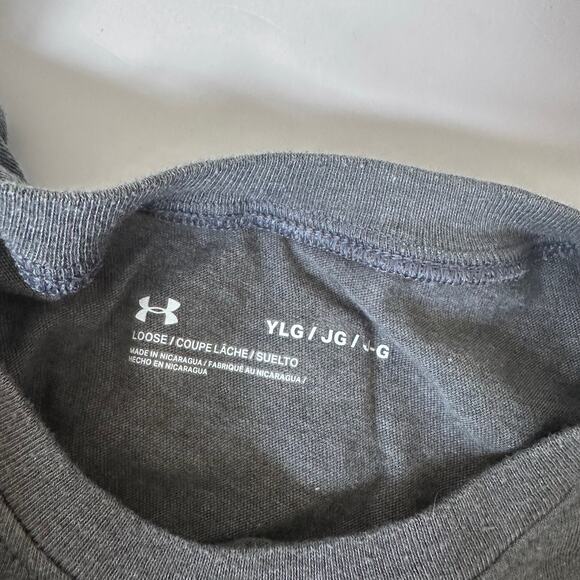 YLG / JG / J-G
LOOSE / COUPE LÂCHE / SUELTO
MADE IN NICARAGUA / FABRIQUÉ AU NICARAGUA /
HECHO EN NICARAGUA